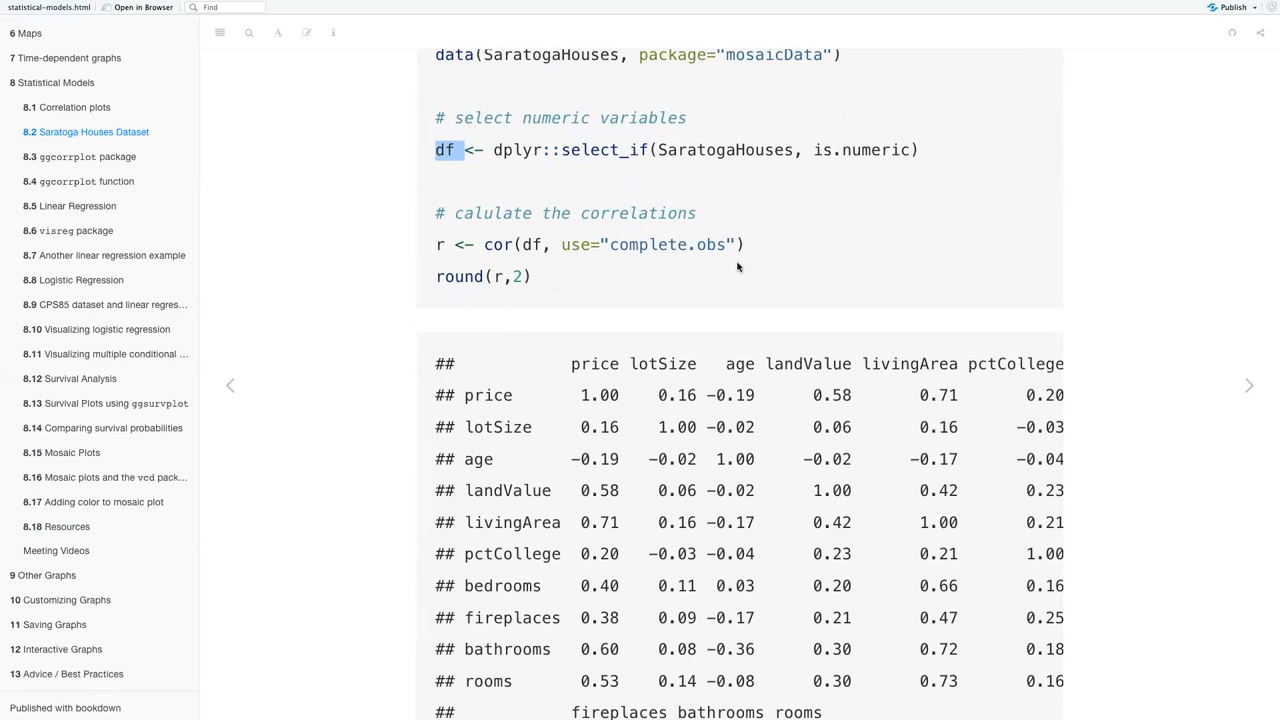 statistical-models.html
Open in Browser
Find
Publish
6 Maps
7 Time-dependent graphs
8 Statistical Models
8.1 Correlation plots
8.2 Saratoga Houses Dataset
8.3 ggcorrplot package
8.4 ggcorrplot function
8.5 Linear Regression
8.6 visreg package
8.7 Another linear regression example
8.8 Logistic Regression
8.9 CPS85 dataset and linear regres…
8.10 Visualizing logistic regression
8.11 Visualizing multiple conditional …
8.12 Survival Analysis
8.13 Survival Plots using ggsurvplot
8.14 Comparing survival probabilities
8.15 Mosaic Plots
8.16 Mosaic plots and the vcd pack…
8.17 Adding color to mosaic plot
8.18 Resources
Meeting Videos
9 Other Graphs
10 Customizing Graphs
11 Saving Graphs
12 Interactive Graphs
13 Advice / Best Practices
Published with bookdown
data(SaratogaHouses, package="mosaicData")
# select numeric variables
df <- dplyr::select_if(SaratogaHouses, is.numeric)
# calulate the correlations
r <- cor(df, use="complete.obs")
round(r,2)
## price lotSize age landValue livingArea pctCollege
## price 1.00 0.16 -0.19 0.58 0.71 0.20
## lotSize 0.16 1.00 -0.02 0.06 0.16 -0.03
## age -0.19 -0.02 1.00 -0.02 -0.17 -0.04
## landValue 0.58 0.06 -0.02 1.00 0.42 0.23
## livingArea 0.71 0.16 -0.17 0.42 1.00 0.21
## pctCollege 0.20 -0.03 -0.04 0.23 0.21 1.00
## bedrooms 0.40 0.11 0.03 0.20 0.66 0.16
## fireplaces 0.38 0.09 -0.17 0.21 0.47 0.25
## bathrooms 0.60 0.08 -0.36 0.30 0.72 0.18
## rooms 0.53 0.14 -0.08 0.30 0.73 0.16
## fireplaces bathrooms rooms